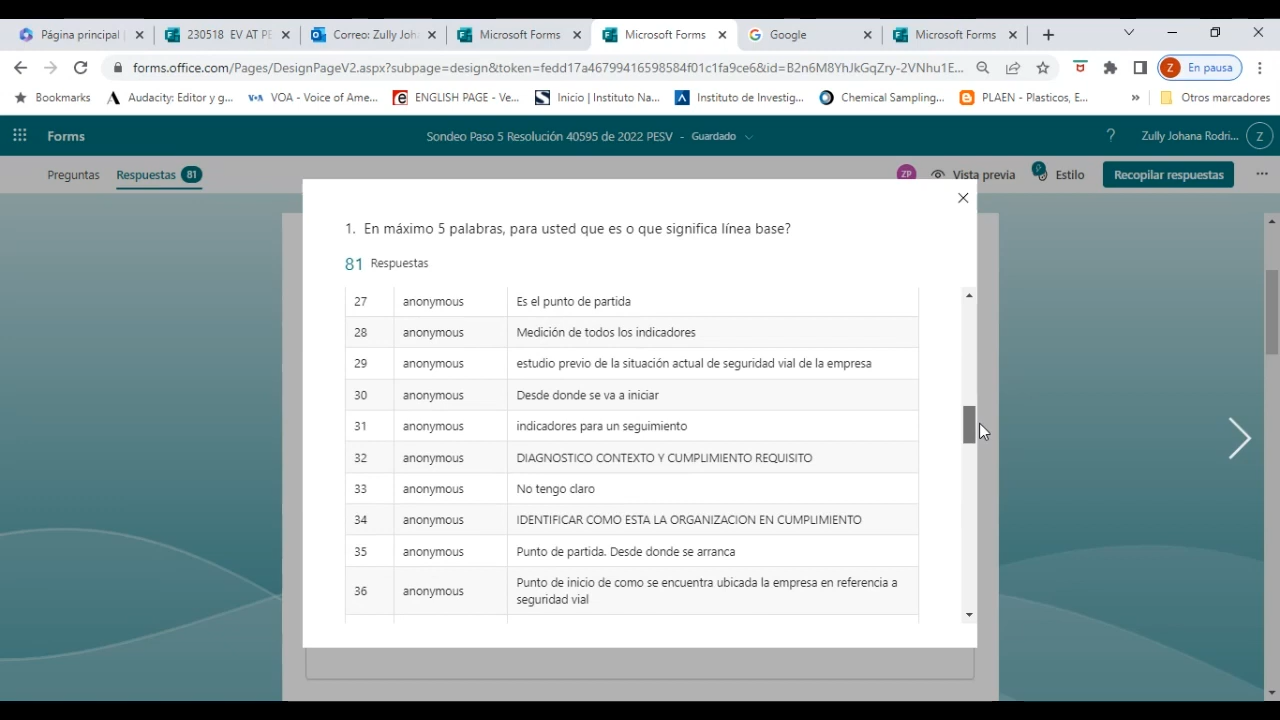 Página principal
230518 EV AT PE
Correo: Zully Joh
Microsoft Forms
Microsoft Forms
Google
Microsoft Forms
forms.office.com/Pages/DesignPageV2.aspx?subpage=design&token=fedd17a46799416598584f01c1fa9ce6&id=B2n6M8YhJkGqZry-2VNhu1E...
Z En pausa
Bookmarks
Audacity: Editor y g...
VOA - Voice of Ame...
ENGLISH PAGE - Ve...
Inicio | Instituto Na...
Instituto de Investig...
Chemical Sampling...
PLAEN - Plasticos, E...
»
Otros marcadores
Forms
Sondeo Paso 5 Resolución 40595 de 2022 PESV - Guardado
?
Zully Johana Rodri... Z
Preguntas
Respuestas 81
ZP
Vista previa
Estilo
Recopilar respuestas
...
1. En máximo 5 palabras, para usted que es o que significa línea base?
81 Respuestas
27 anonymous Es el punto de partida
28 anonymous Medición de todos los indicadores
29 anonymous estudio previo de la situación actual de seguridad vial de la empresa
30 anonymous Desde donde se va a iniciar
31 anonymous indicadores para un seguimiento
32 anonymous DIAGNOSTICO CONTEXTO Y CUMPLIMIENTO REQUISITO
33 anonymous No tengo claro
34 anonymous IDENTIFICAR COMO ESTA LA ORGANIZACION EN CUMPLIMIENTO
35 anonymous Punto de partida. Desde donde se arranca
36 anonymous Punto de inicio de como se encuentra ubicada la empresa en referencia a
seguridad vial